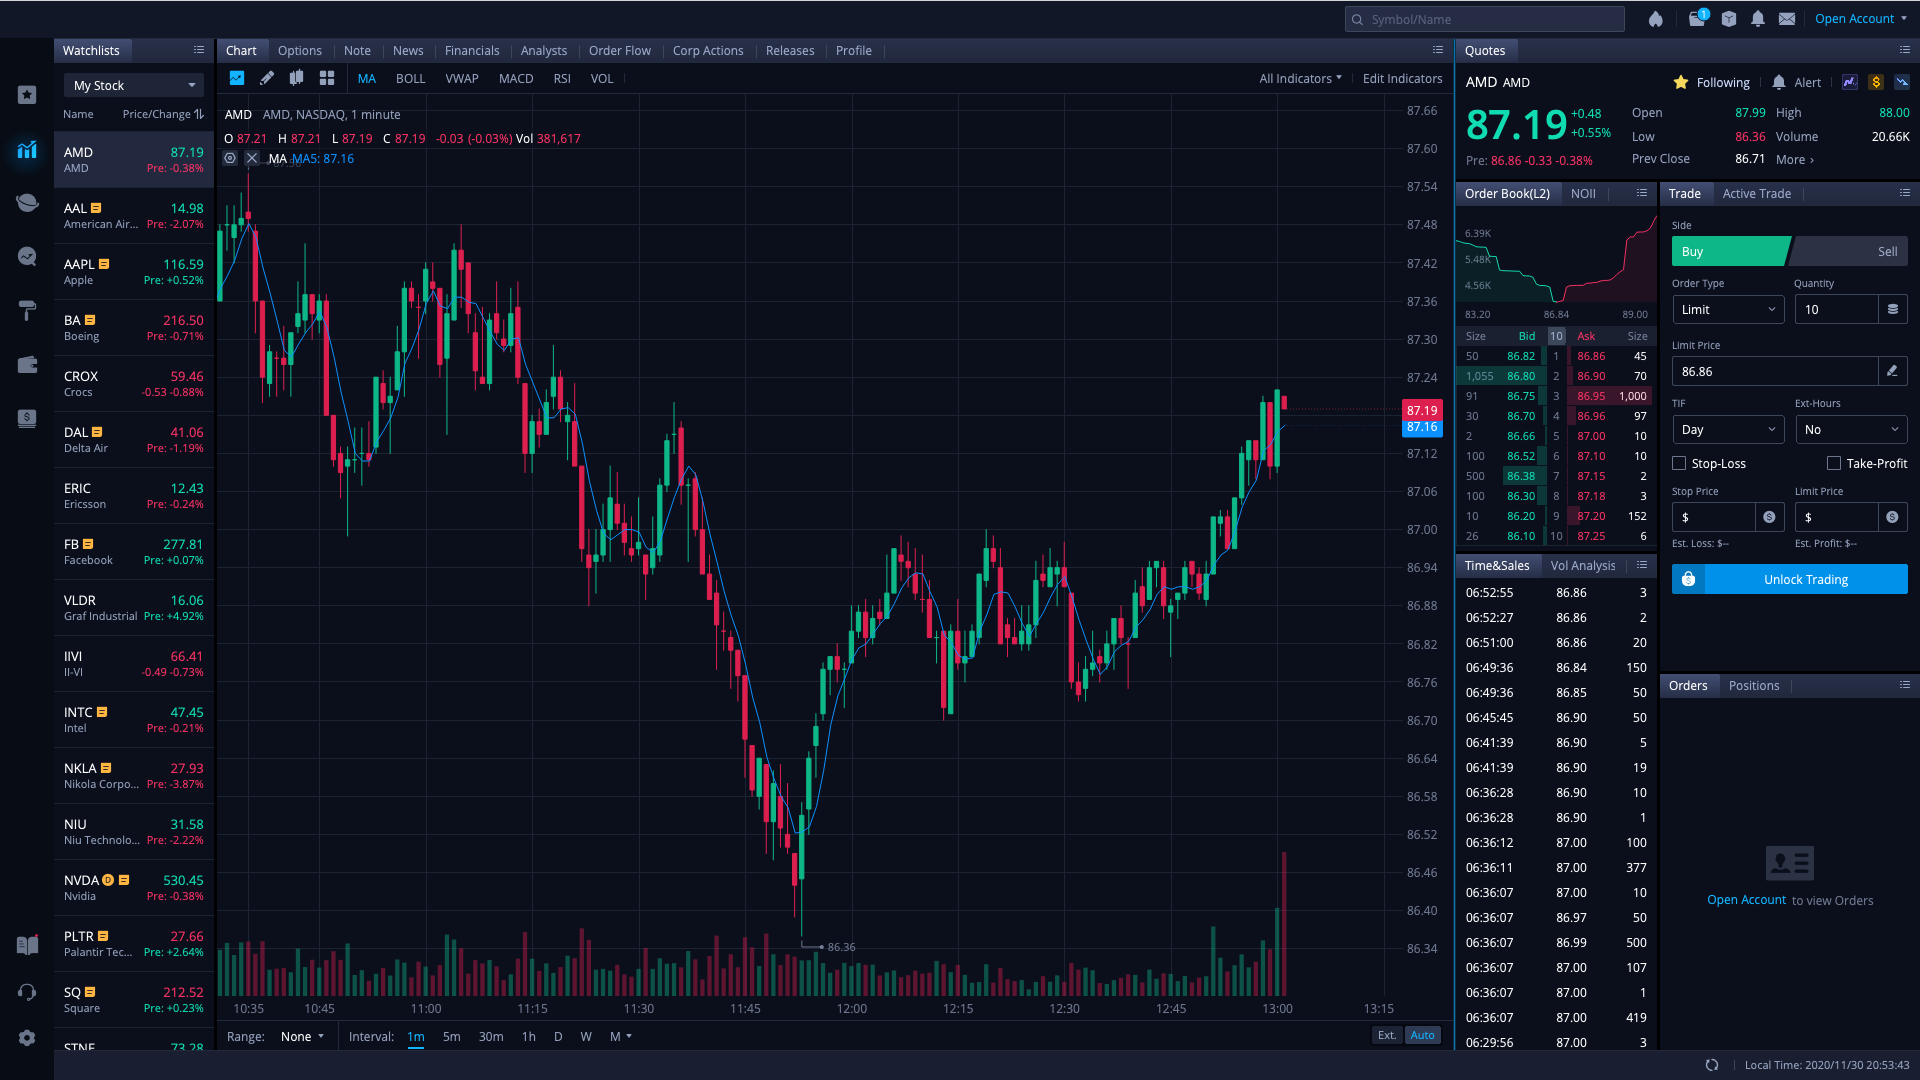 Symbol/Name
1
Open Account
Watchlists
My Stock
Name Price/Change
AMD 87.19
AMD Pre: -0.38%
AAL 14.98
American Air... Pre: -2.07%
AAPL 116.59
Apple Pre: +0.52%
BA 216.50
Boeing Pre: -0.71%
CROX 59.46
Crocs -0.53 -0.88%
DAL 41.06
Delta Air Pre: -1.19%
ERIC 12.43
Ericsson Pre: -0.24%
FB 277.81
Facebook Pre: +0.07%
VLDR 16.06
Graf Industrial Pre: +4.92%
IIVI 66.41
II-VI -0.49 -0.73%
INTC 47.45
Intel Pre: -0.21%
NKLA 27.93
Nikola Corpo... Pre: -3.87%
NIU 31.58
Niu Technolo... Pre: -2.22%
NVDA D 530.45
Nvidia Pre: -0.38%
PLTR 27.66
Palantir Tec... Pre: +2.64%
SQ 212.52
Square Pre: +0.23%
STNE 73.28
Chart Options Note News Financials Analysts Order Flow Corp Actions Releases Profile
MA BOLL VWAP MACD RSI VOL All Indicators Edit Indicators
AMD AMD, NASDAQ, 1 minute
O 87.21 H 87.21 L 87.19 C 87.19 -0.03 (-0.03%) Vol 381,617
MA MA5: 87.16
87.66
87.60
87.54
87.48
87.42
87.36
87.30
87.24
87.19
87.16
87.12
87.06
87.00
86.94
86.88
86.82
86.76
86.70
86.64
86.58
86.52
86.46
86.40
86.34
86.36
10:35 10:45 11:00 11:15 11:30 11:45 12:00 12:15 12:30 12:45 13:00 13:15
Range: None Interval: 1m 5m 30m 1h D W M Ext. Auto
Quotes
AMD AMD Following Alert
87.19 +0.48 +0.55%
Pre: 86.86 -0.33 -0.38%
Open 87.99 High 88.00
Low 86.36 Volume 20.66K
Prev Close 86.71 More
Order Book(L2) NOII
6.39K
5.48K
4.56K
83.20 86.84 89.00
Size Bid 10 Ask Size
50 86.82 1 86.86 45
1,055 86.80 2 86.90 70
91 86.75 3 86.95 1,000
30 86.70 4 86.96 97
2 86.66 5 87.00 10
100 86.52 6 87.10 10
500 86.38 7 87.15 2
100 86.30 8 87.18 3
10 86.20 9 87.20 152
26 86.10 10 87.25 6
Time&Sales Vol Analysis
06:52:55 86.86 3
06:52:27 86.86 2
06:51:00 86.86 20
06:49:36 86.84 150
06:49:36 86.85 50
06:45:45 86.90 50
06:41:39 86.90 5
06:41:39 86.90 19
06:36:28 86.90 10
06:36:28 86.90 1
06:36:12 87.00 100
06:36:11 87.00 377
06:36:07 87.00 10
06:36:07 86.97 50
06:36:07 86.99 500
06:36:07 87.00 107
06:36:07 87.00 1
06:36:07 87.00 419
06:29:56 87.00 3
Trade Active Trade
Side
Buy Sell
Order Type Quantity
Limit 10
Limit Price
86.86
TIF Ext-Hours
Day No
Stop-Loss Take-Profit
Stop Price Limit Price
$ $
Est. Loss: $-- Est. Profit: $--
Unlock Trading
Orders Positions
Open Account to view Orders
Local Time: 2020/11/30 20:53:43